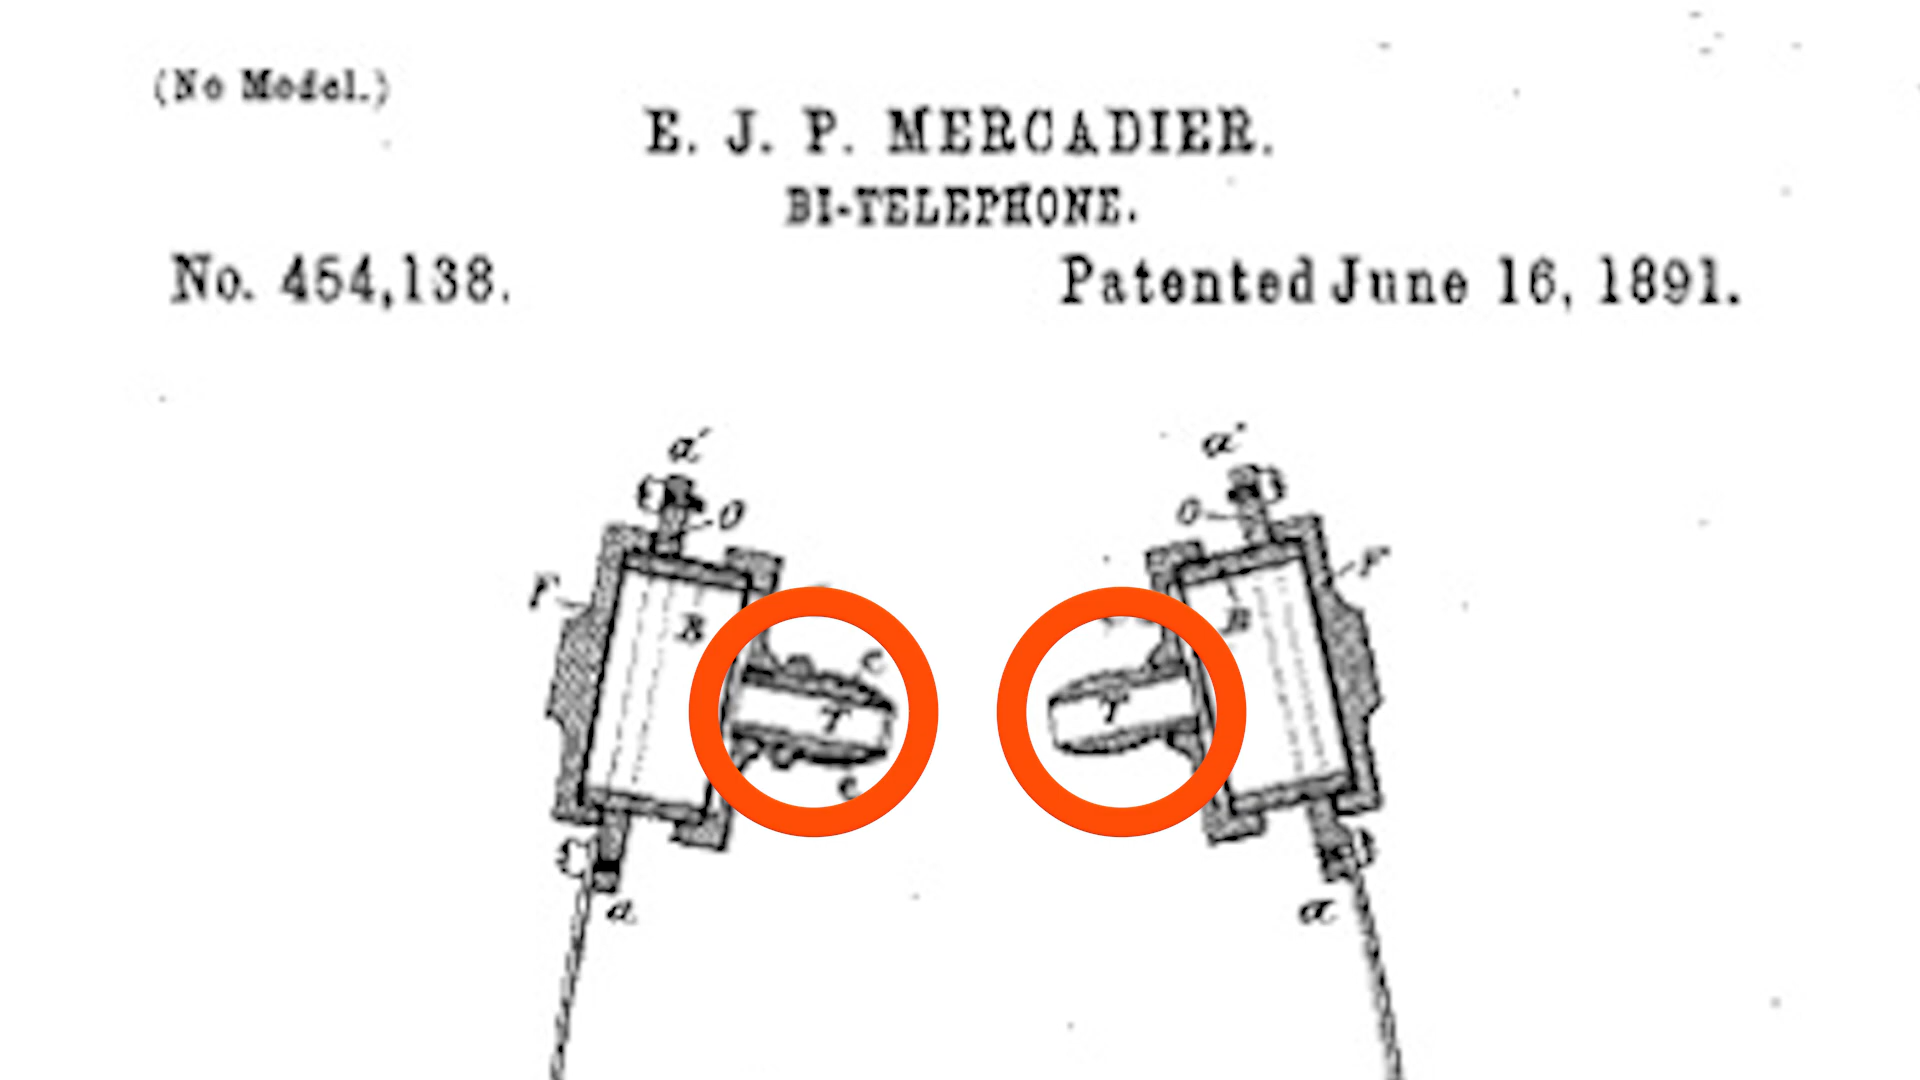 (No Model.)
E. J. P. MERCADIER.
BI-TELEPHONE.
No. 454,138.
Patented June 16, 1891.
a' a'
O O
F F
B B
c
T T
c
a a